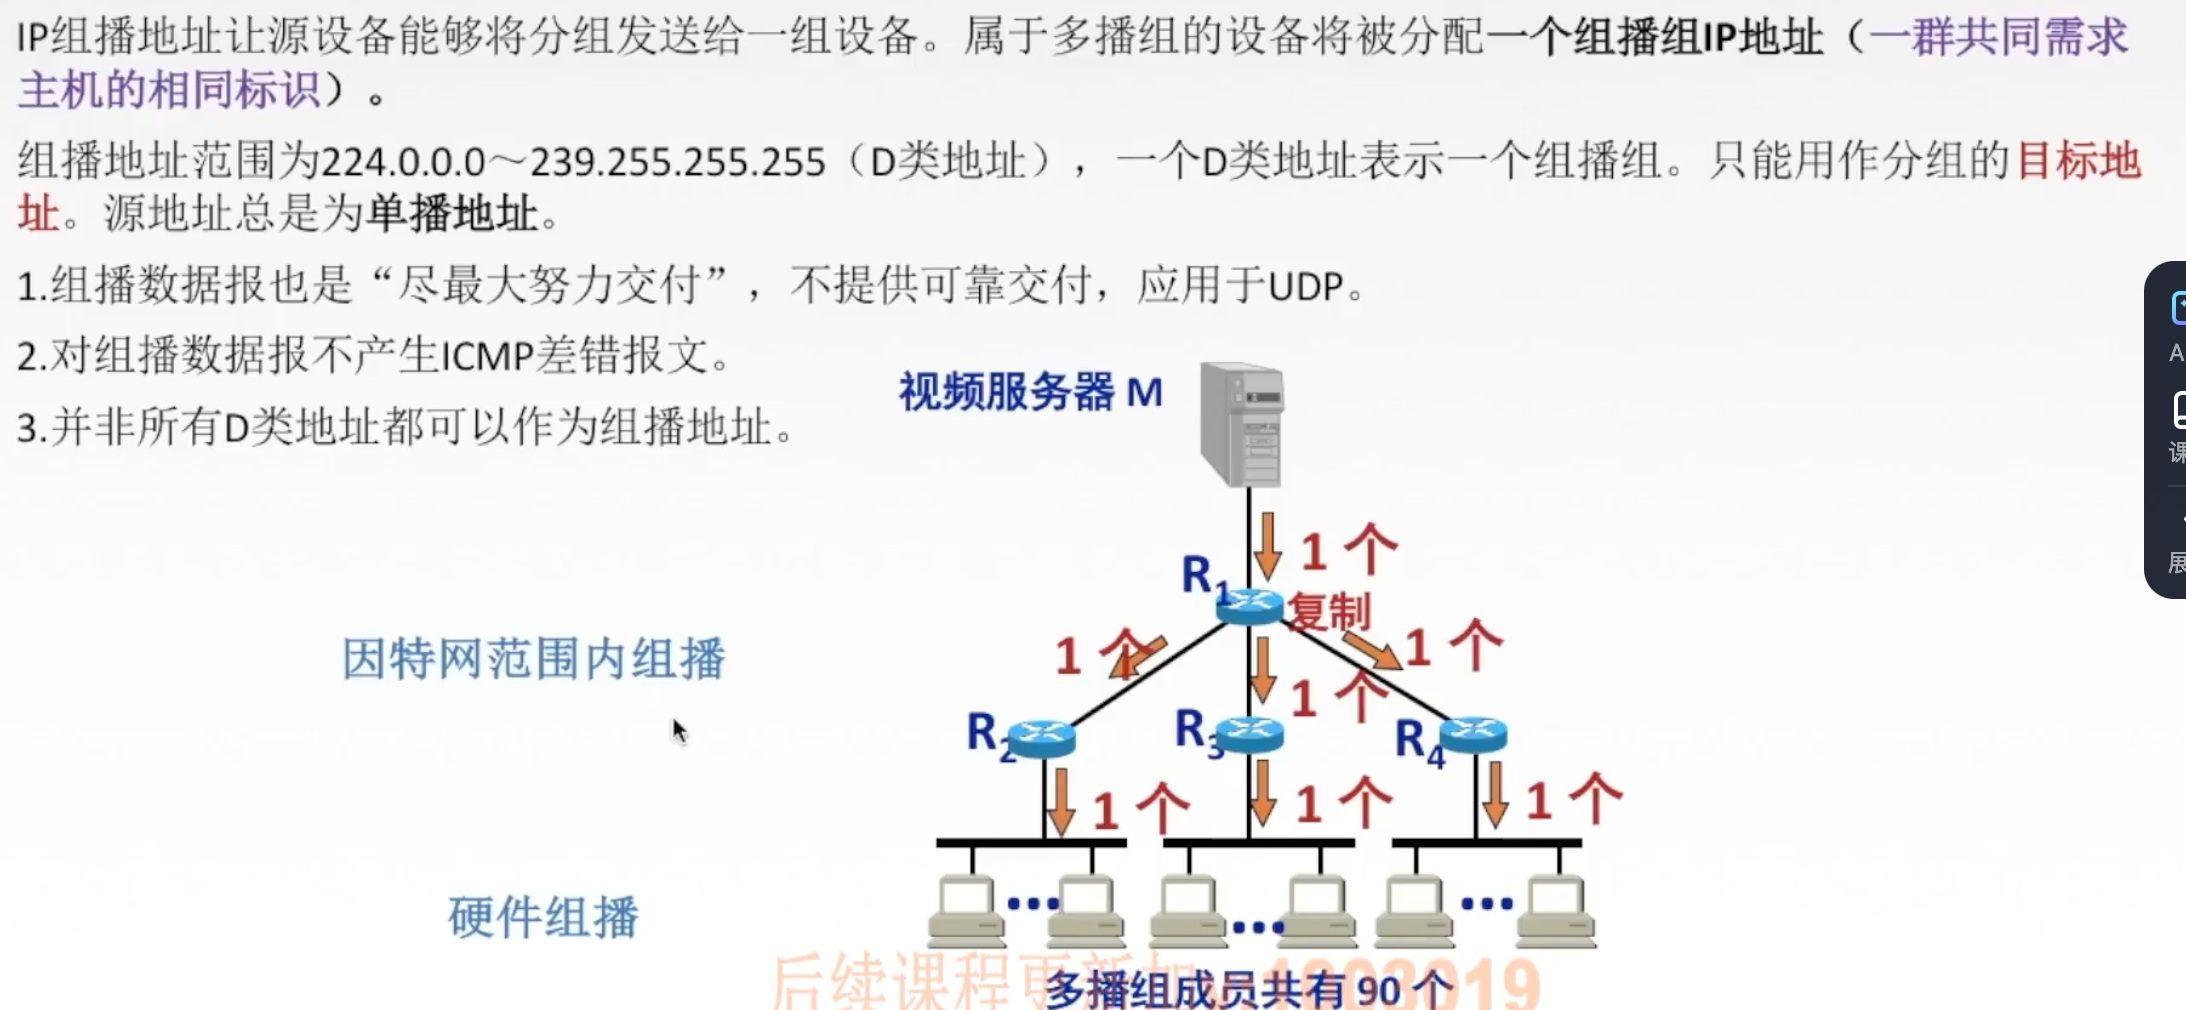 IP组播地址让源设备能够将分组发送给一组设备。属于多播组的设备将被分配一个组播组IP地址（一群共同需求
主机的相同标识）。
组播地址范围为224.0.0.0～239.255.255.255（D类地址），一个D类地址表示一个组播组。只能用作分组的目标地
址。源地址总是为单播地址。
1.组播数据报也是“尽最大努力交付”，不提供可靠交付，应用于UDP。
2.对组播数据报不产生ICMP差错报文。
3.并非所有D类地址都可以作为组播地址。
视频服务器 M
1 个
R1
复制
1 个
1 个
1 个
因特网范围内组播
R2
R3
R4
1 个
1 个
1 个
硬件组播
后续课程更新
多播组成员共有 90 个
A
课
展